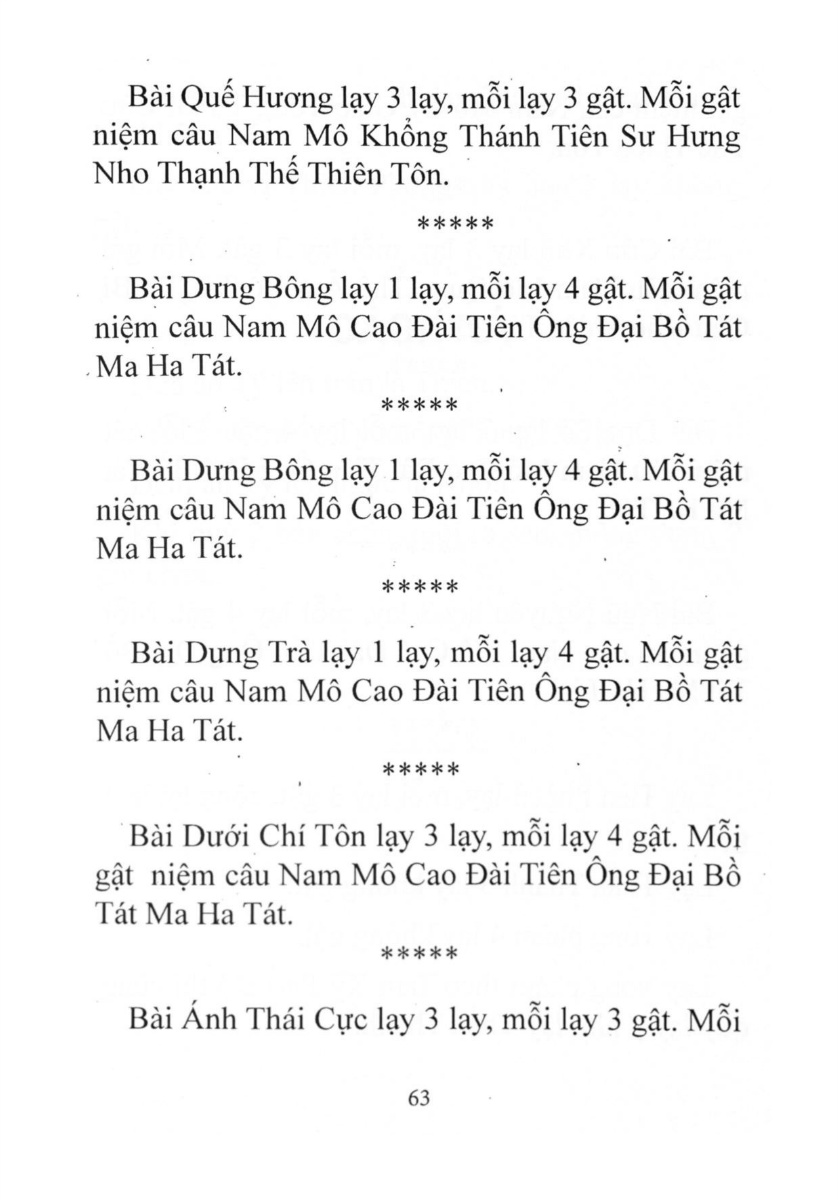 Bài Quế Hương lạy 3 lạy, mỗi lạy 3 gật. Mỗi gật
niệm câu Nam Mô Khổng Thánh Tiên Sư Hưng
Nho Thạnh Thế Thiên Tôn.
*****
Bài Dưng Bông lạy 1 lạy, mỗi lạy 4 gật. Mỗi gật
niệm câu Nam Mô Cao Đài Tiên Ông Đại Bồ Tát
Ma Ha Tát.
*****
Bài Dưng Bông lạy 1 lạy, mỗi lạy 4 gật. Mỗi gật
niệm câu Nam Mô Cao Đài Tiên Ông Đại Bồ Tát
Ma Ha Tát.
*****
Bài Dưng Trà lạy 1 lạy, mỗi lạy 4 gật. Mỗi gật
niệm câu Nam Mô Cao Đài Tiên Ông Đại Bồ Tát
Ma Ha Tát.
*****
Bài Dưới Chí Tôn lạy 3 lạy, mỗi lạy 4 gật. Mỗi
gật niệm câu Nam Mô Cao Đài Tiên Ông Đại Bồ
Tát Ma Ha Tát.
*****
Bài Ánh Thái Cực lạy 3 lạy, mỗi lạy 3 gật. Mỗi
63